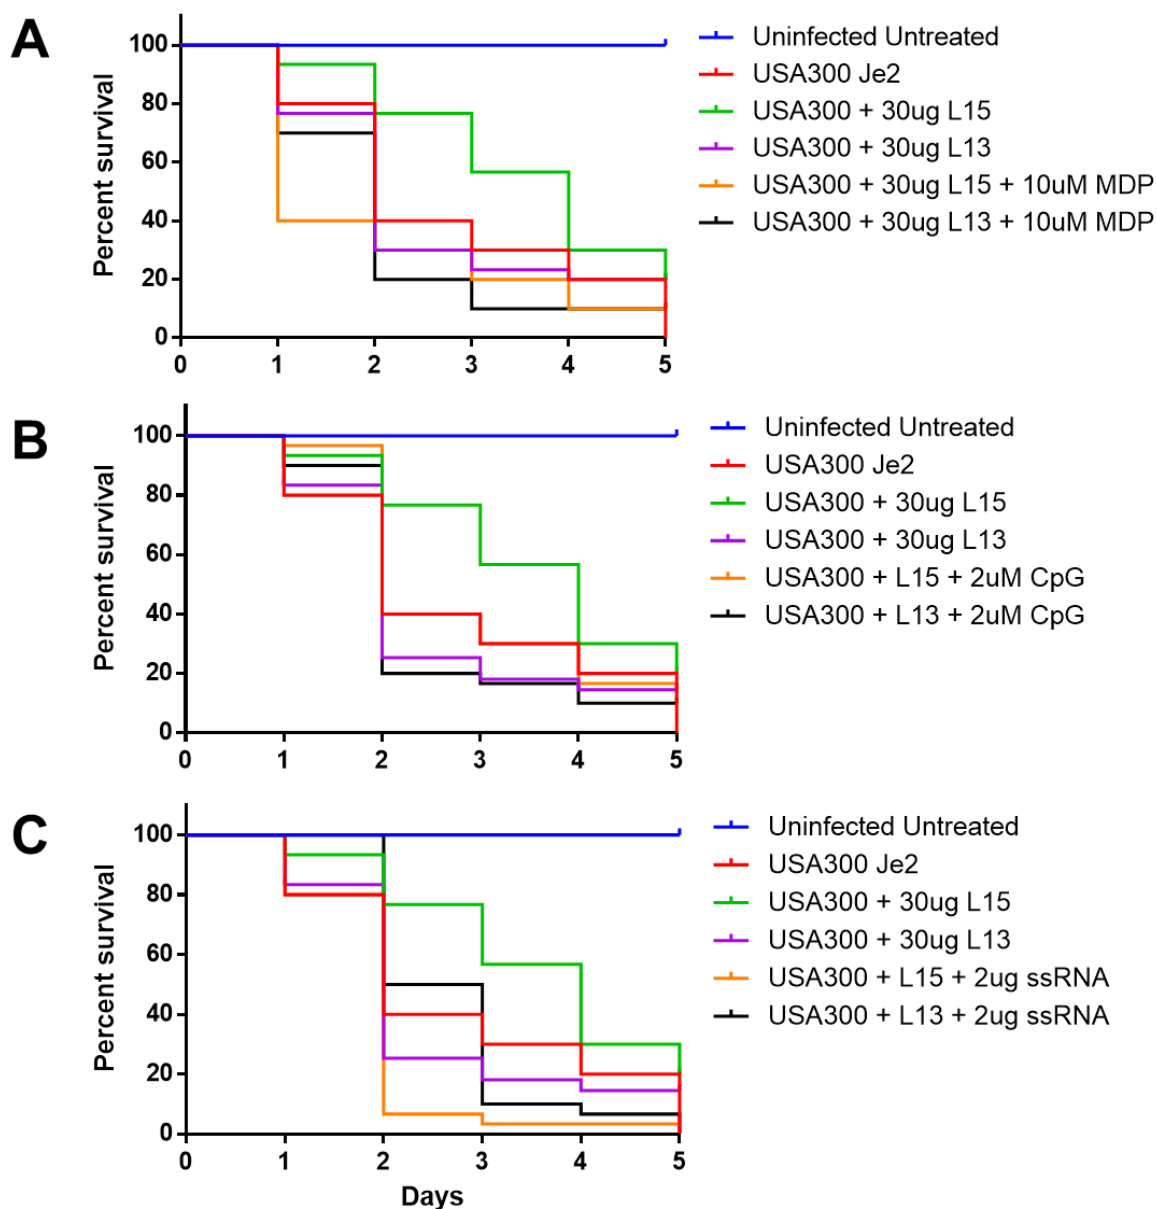 A
Percent survival
100
80
60
40
20
0
0 1 2 3 4 5
Uninfected Untreated
USA300 Je2
USA300 + 30ug L15
USA300 + 30ug L13
USA300 + 30ug L15 + 10uM MDP
USA300 + 30ug L13 + 10uM MDP
B
Percent survival
100
80
60
40
20
0
0 1 2 3 4 5
Uninfected Untreated
USA300 Je2
USA300 + 30ug L15
USA300 + 30ug L13
USA300 + L15 + 2uM CpG
USA300 + L13 + 2uM CpG
C
Percent survival
100
80
60
40
20
0
0 1 2 3 4 5
Days
Uninfected Untreated
USA300 Je2
USA300 + 30ug L15
USA300 + 30ug L13
USA300 + L15 + 2ug ssRNA
USA300 + L13 + 2ug ssRNA